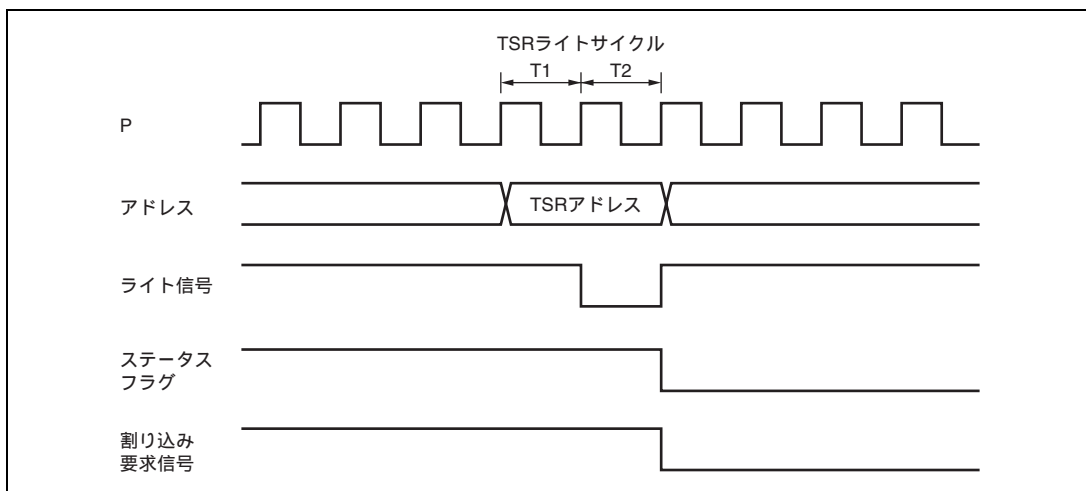 TSRライトサイクル
T1 T2
P
アドレス
TSRアドレス
ライト信号
ステータス
フラグ
割り込み
要求信号